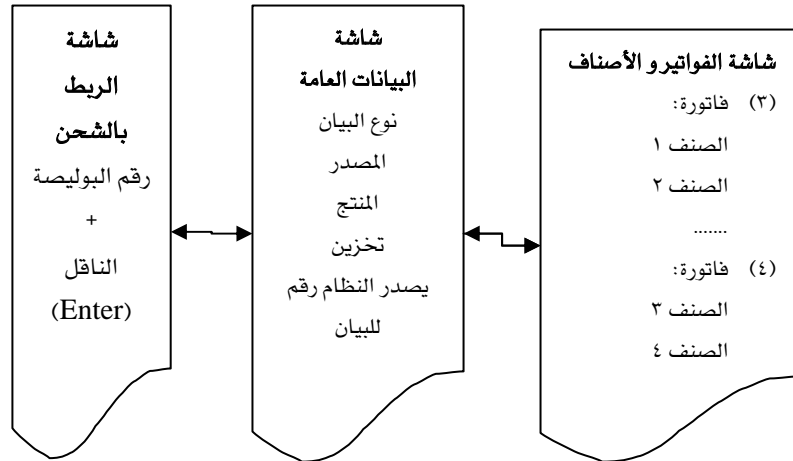 شاشة
الربط
بالشحن
رقم البوليصة
+
الناقل
(Enter)
شاشة
البيانات العامة
نوع البيان
المصدر
المنتج
تخزين
يصدر النظام رقم
للبيان
شاشة الفواتير و الأصناف
(٣) فاتورة:
الصنف ١
الصنف ٢
.......
(٤) فاتورة:
الصنف ٣
الصنف ٤